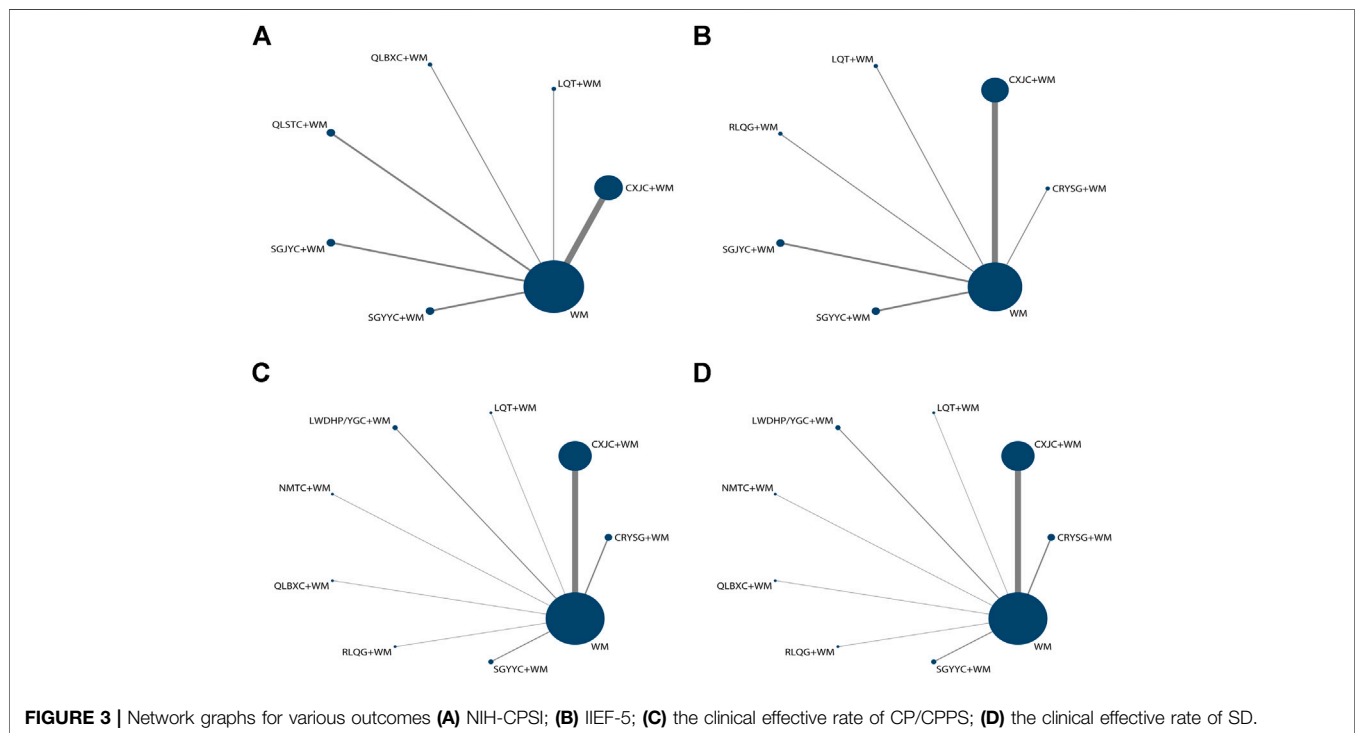 A
QLBXC+WM
LQT+WM
QLSTC+WM
CXJC+WM
SGJYC+WM
SGYYC+WM
WM
B
LQT+WM
CXJC+WM
RLQG+WM
CRYSG+WM
SGJYC+WM
SGYYC+WM
WM
C
LQT+WM
LWDHP/YGC+WM
CXJC+WM
NMTC+WM
CRYSG+WM
QLBXC+WM
RLQG+WM
WM
SGYYC+WM
D
LQT+WM
LWDHP/YGC+WM
CXJC+WM
NMTC+WM
CRYSG+WM
QLBXC+WM
RLQG+WM
WM
SGYYC+WM
FIGURE 3 | Network graphs for various outcomes (A) NIH-CPSI; (B) IIEF-5; (C) the clinical effective rate of CP/CPPS; (D) the clinical effective rate of SD.